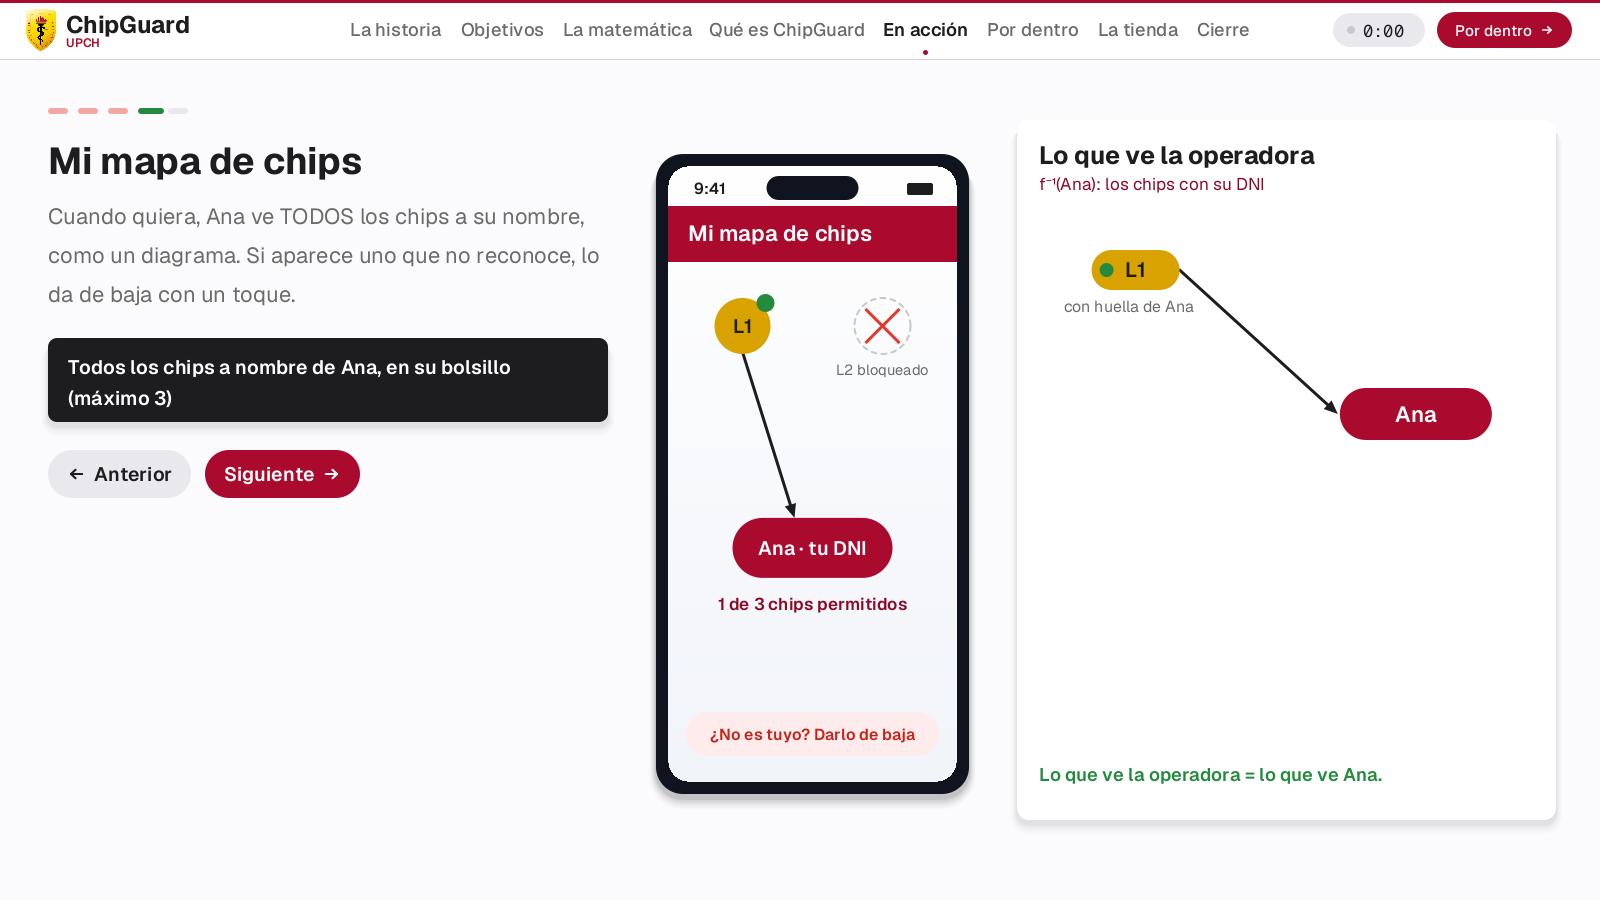 ChipGuard
UPCH
La historia
Objetivos
La matemática
Qué es ChipGuard
En acción
Por dentro
La tienda
Cierre
0:00
Por dentro →
Mi mapa de chips
Cuando quiera, Ana ve TODOS los chips a su nombre,
como un diagrama. Si aparece uno que no reconoce, lo
da de baja con un toque.
Todos los chips a nombre de Ana, en su bolsillo
(máximo 3)
← Anterior
Siguiente →
9:41
Mi mapa de chips
L1
L2 bloqueado
Ana · tu DNI
1 de 3 chips permitidos
¿No es tuyo? Darlo de baja
Lo que ve la operadora
f⁻¹(Ana): los chips con su DNI
L1
con huella de Ana
Ana
Lo que ve la operadora = lo que ve Ana.